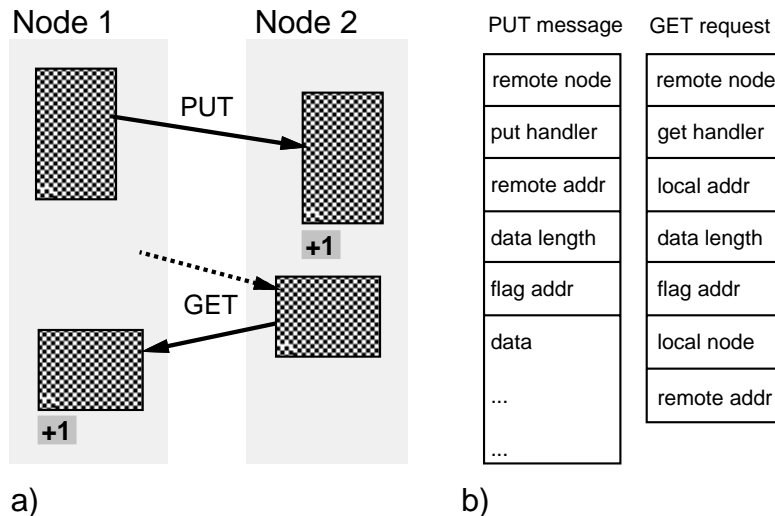 Node 1
Node 2
PUT
+1
GET
+1
a)
PUT message
remote node
put handler
remote addr
data length
flag addr
data
...
...
GET request
remote node
get handler
local addr
data length
flag addr
local node
remote addr
b)